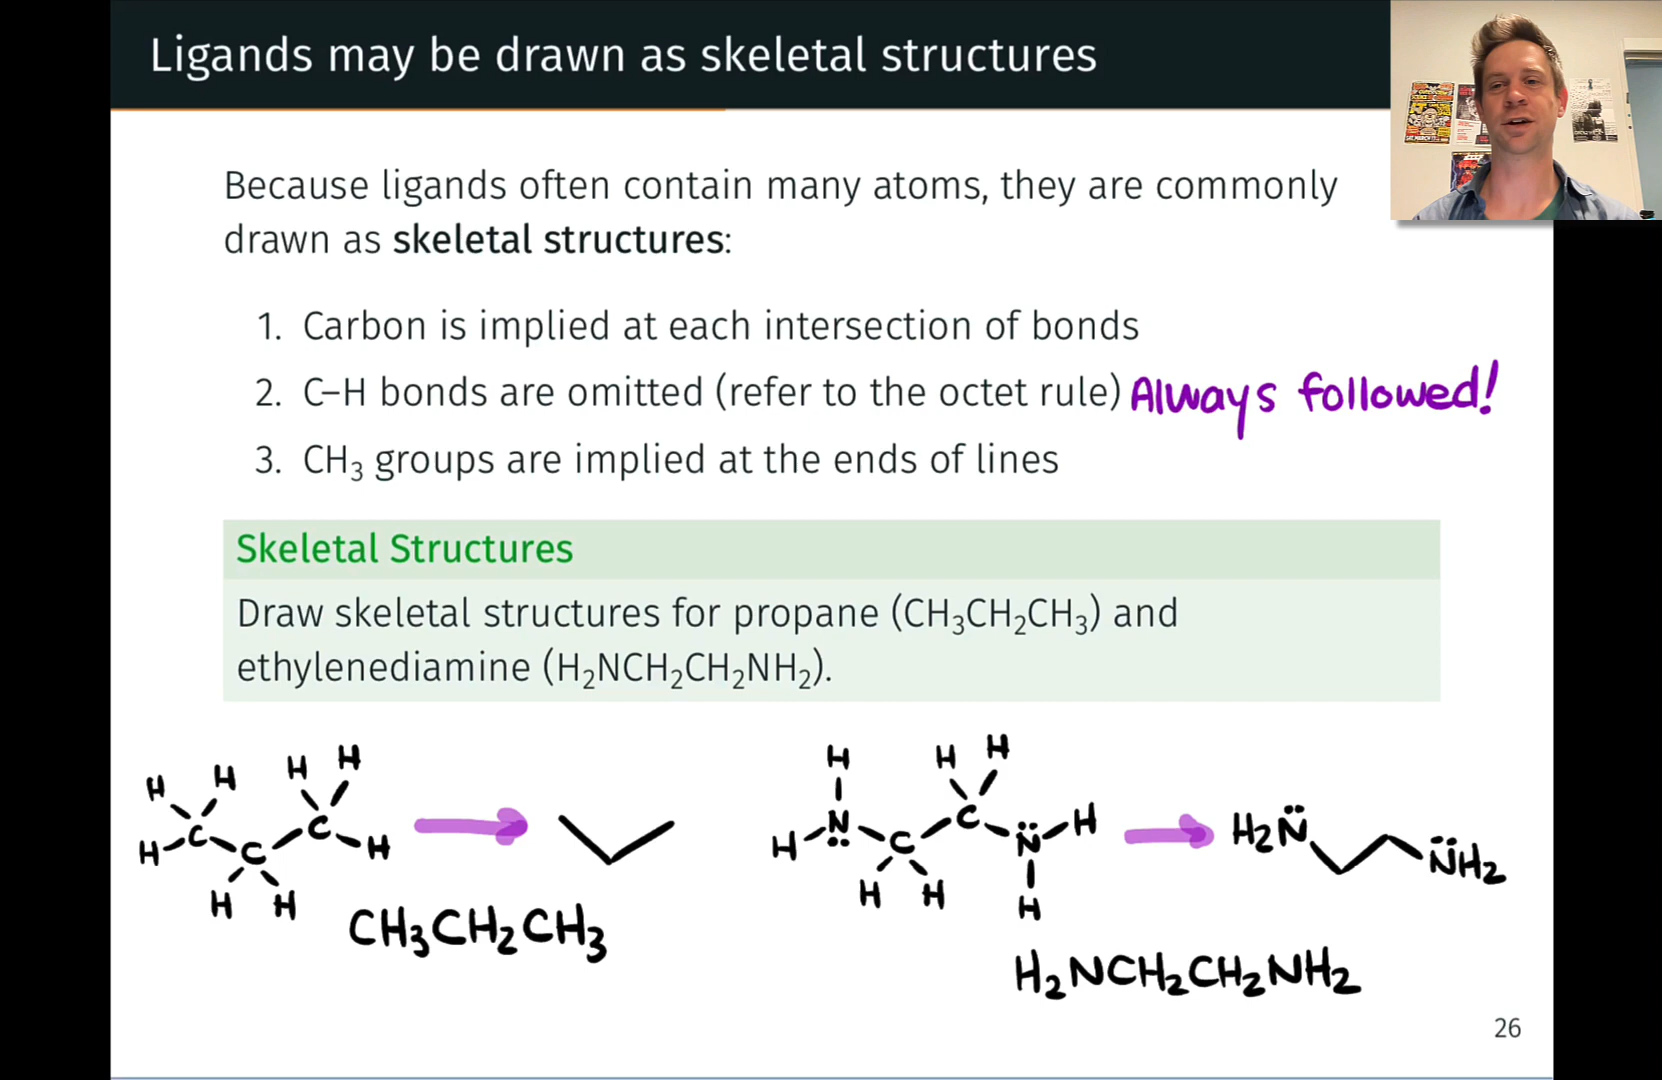 Ligands may be drawn as skeletal structures
Because ligands often contain many atoms, they are commonly
drawn as skeletal structures:
1. Carbon is implied at each intersection of bonds
2. C–H bonds are omitted (refer to the octet rule) Always followed!
3. CH₃ groups are implied at the ends of lines
Skeletal Structures
Draw skeletal structures for propane (CH₃CH₂CH₃) and
ethylenediamine (H₂NCH₂CH₂NH₂).
H H H H
H C C C H
H H
CH₃CH₂CH₃
H H H
H N C C N H
H H H
H₂N NH₂
H₂NCH₂CH₂NH₂
26